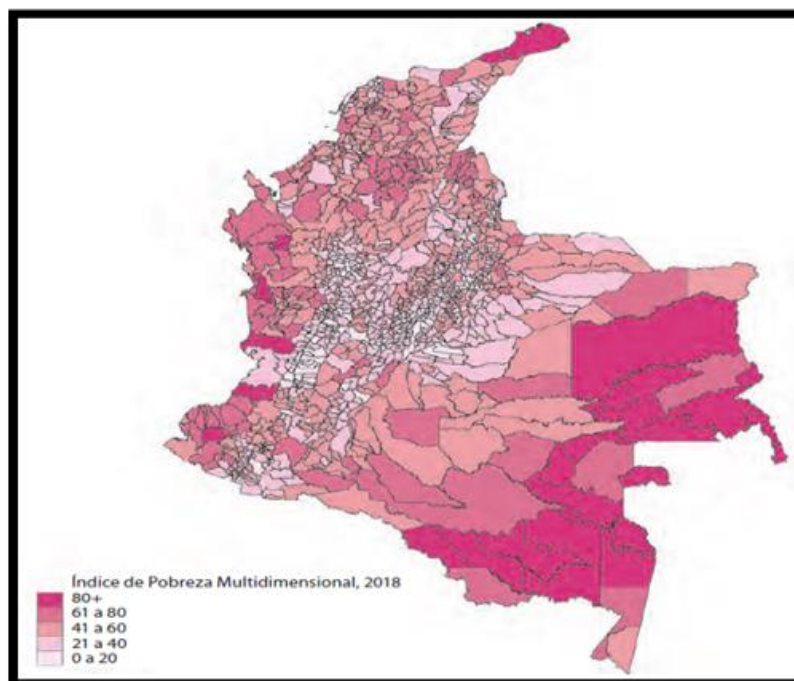 Índice de Pobreza Multidimensional, 2018
80+
61 a 80
41 a 60
21 a 40
0 a 20